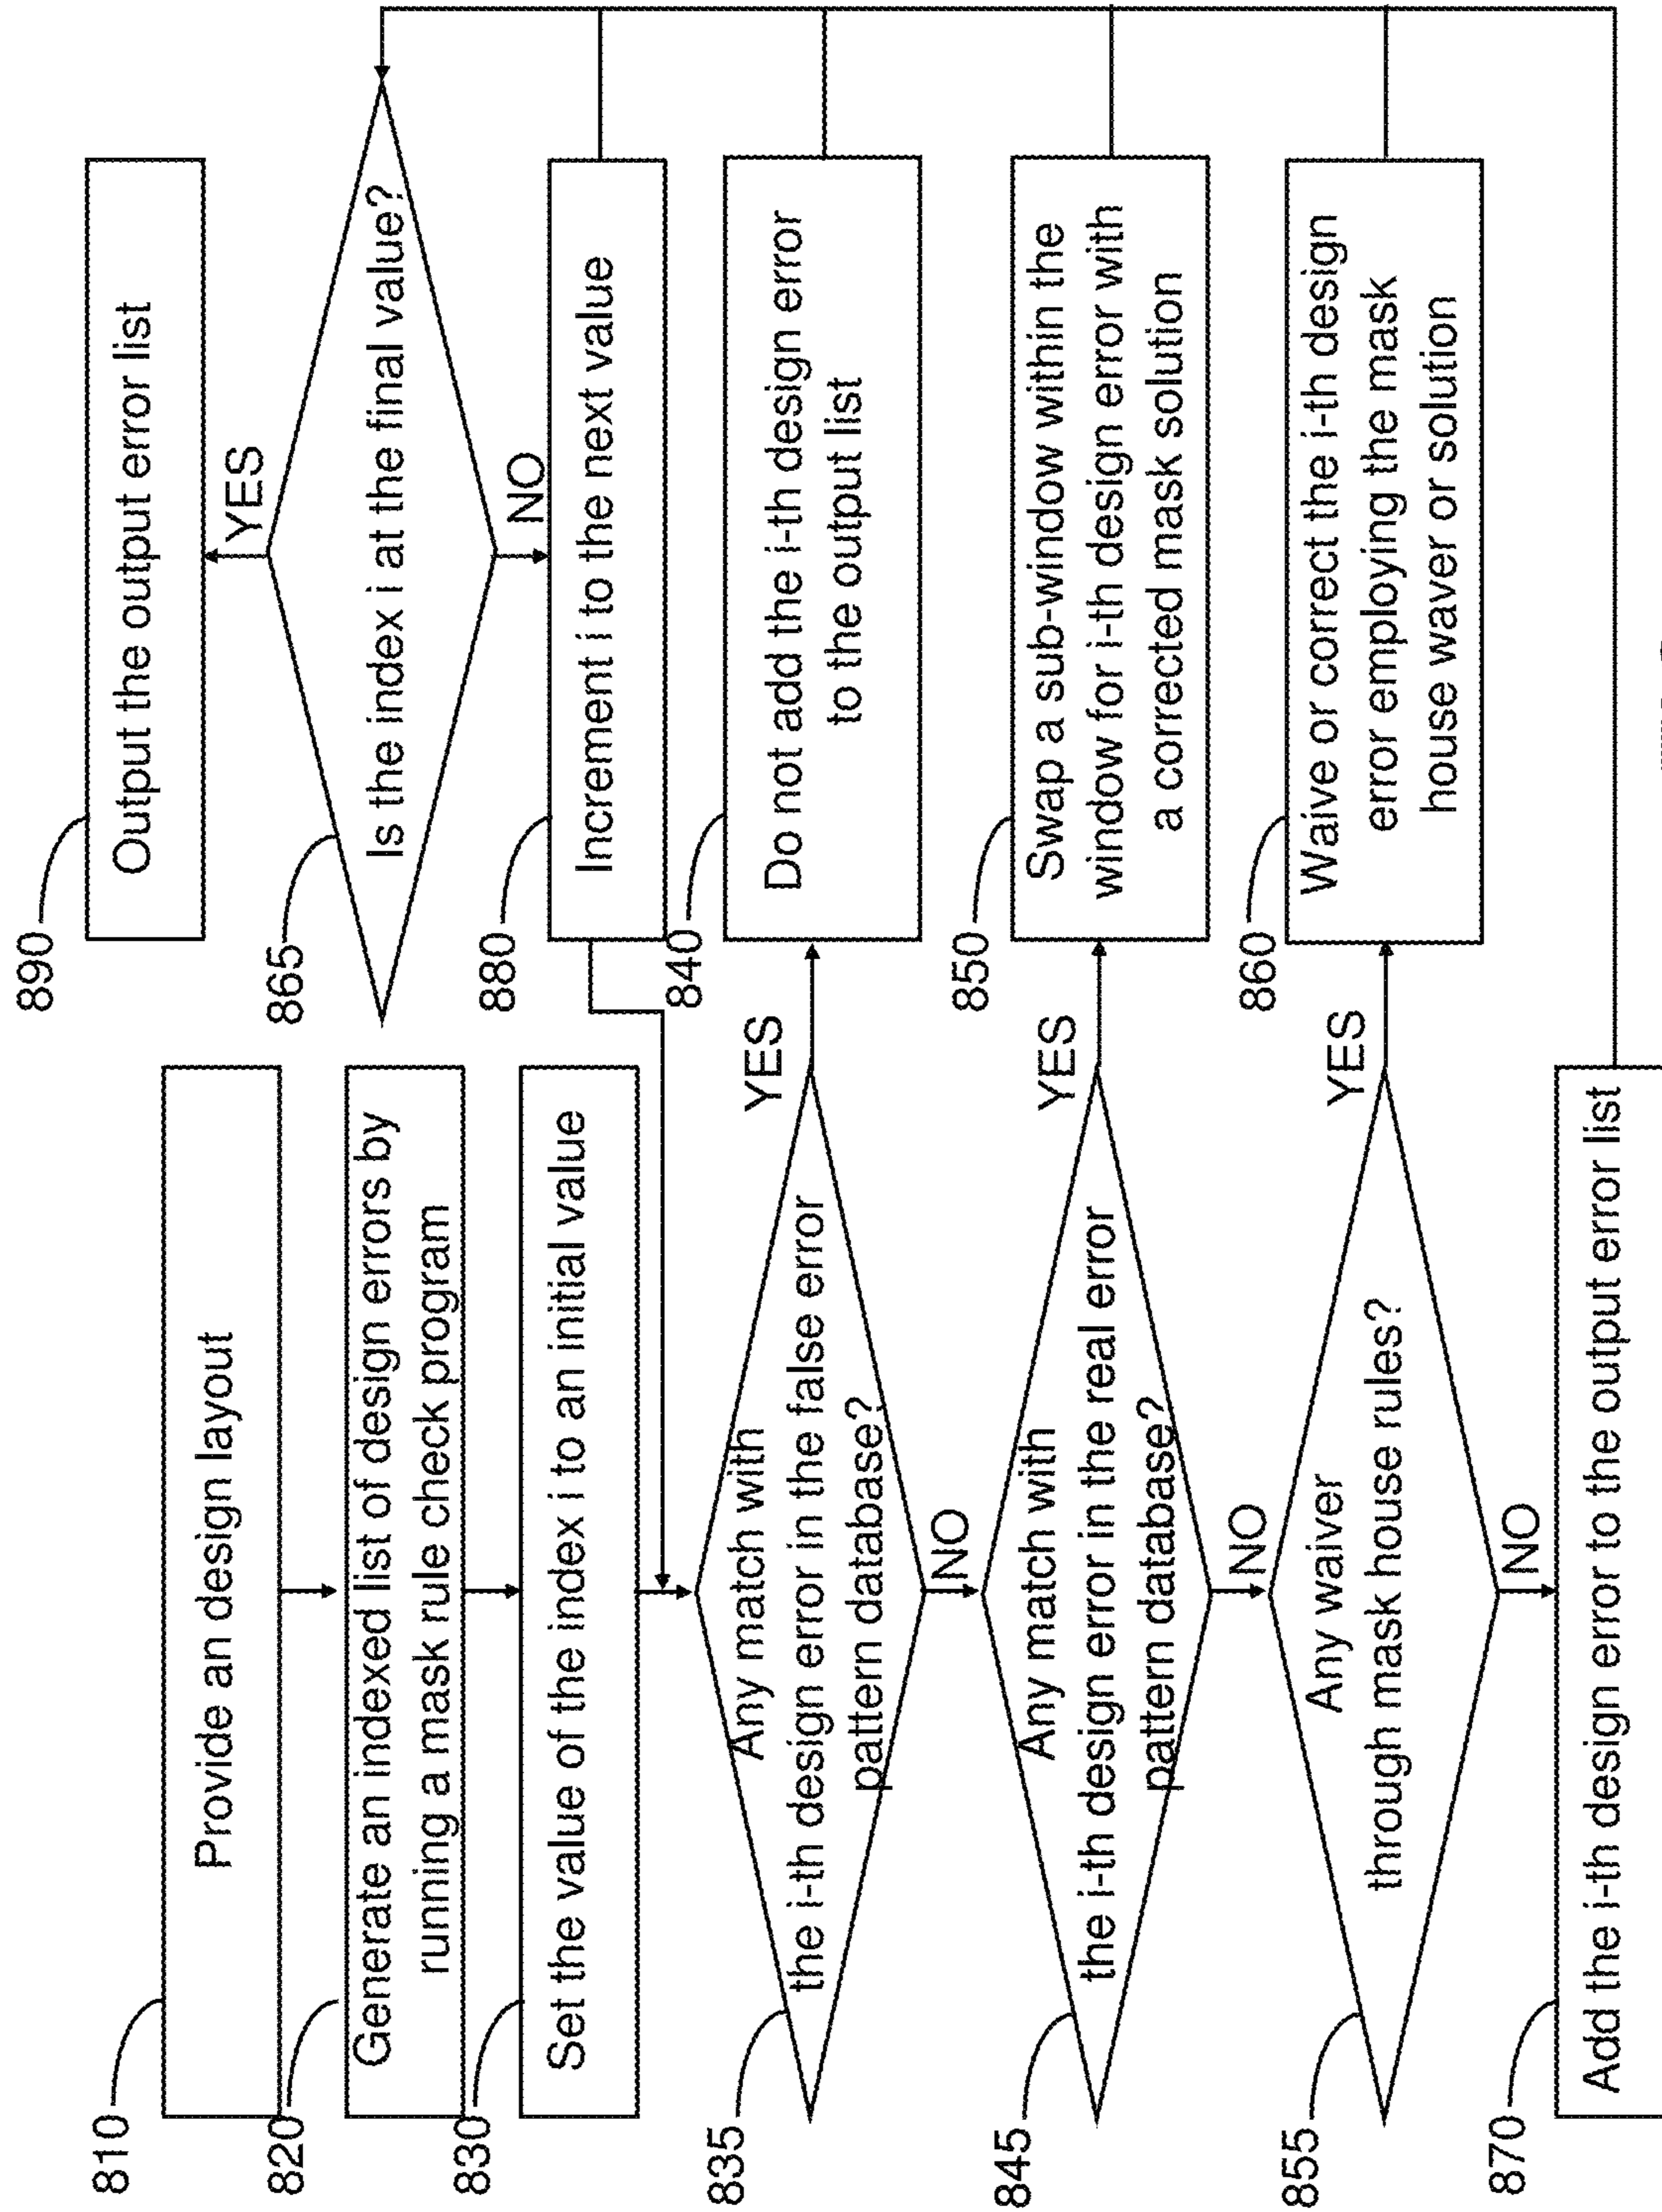 810
Provide an design layout
820
Generate an indexed list of design errors by
running a mask rule check program
830
Set the value of the index i to an initial value
835
Any match with
the i-th design error in the false error
pattern database?
YES
NO
845
Any match with
the i-th design error in the real error
pattern database?
YES
NO
855
Any waiver
through mask house rules?
YES
NO
870
Add the i-th design error to the output error list
890
Output the output error list
YES
865
Is the index i at the final value?
NO
880
Increment i to the next value
840
Do not add the i-th design error
to the output list
850
Swap a sub-window within the
window for i-th design error with
a corrected mask solution
860
Waive or correct the i-th design
error employing the mask
house waver or solution